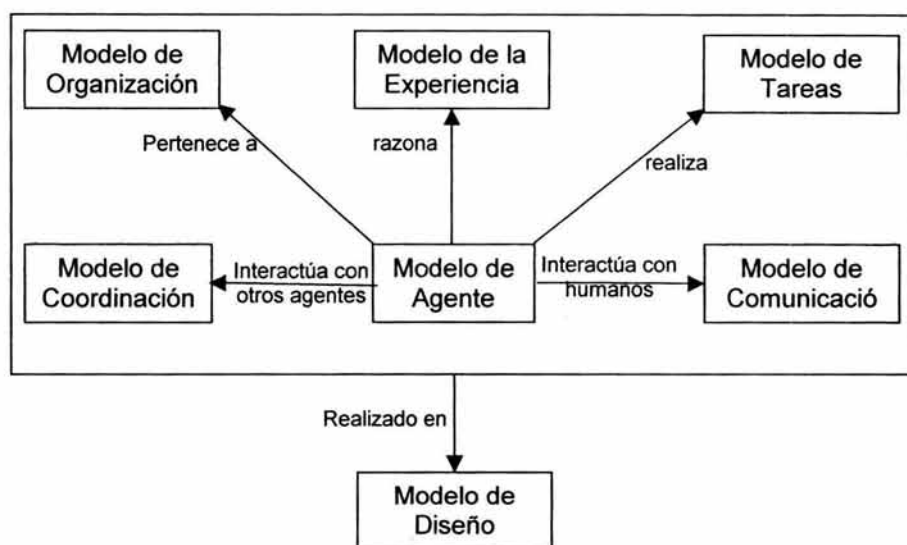 Modelo de
Organización
Modelo de la
Experiencia
Modelo de
Tareas
Pertenece a
razona
realiza
Modelo de
Coordinación
Interactúa con
otros agentes
Modelo de
Agente
Interactúa con
humanos
Modelo de
Comunicació
Realizado en
Modelo de
Diseño